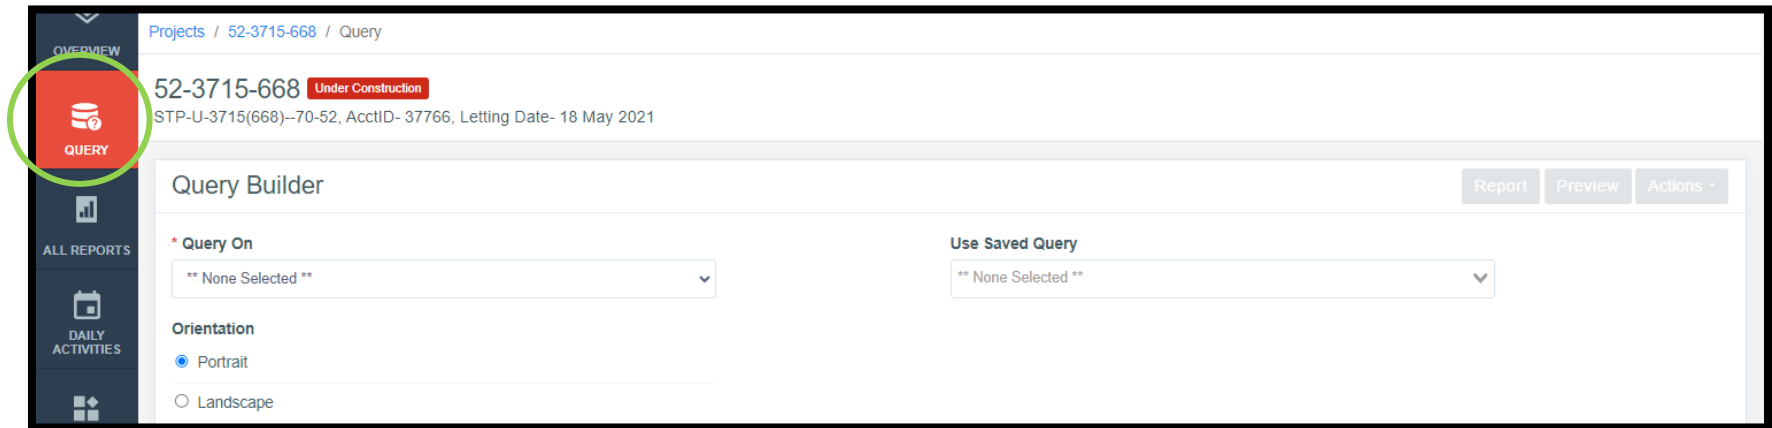 OVERVIEW
QUERY
ALL REPORTS
DAILY
ACTIVITIES
Projects / 52-3715-668 / Query
52-3715-668 Under Construction
STP-U-3715(668)--70-52, AcctID- 37766, Letting Date- 18 May 2021
Query Builder
Report Preview Actions
* Query On
** None Selected **
Use Saved Query
** None Selected **
Orientation
Portrait
Landscape